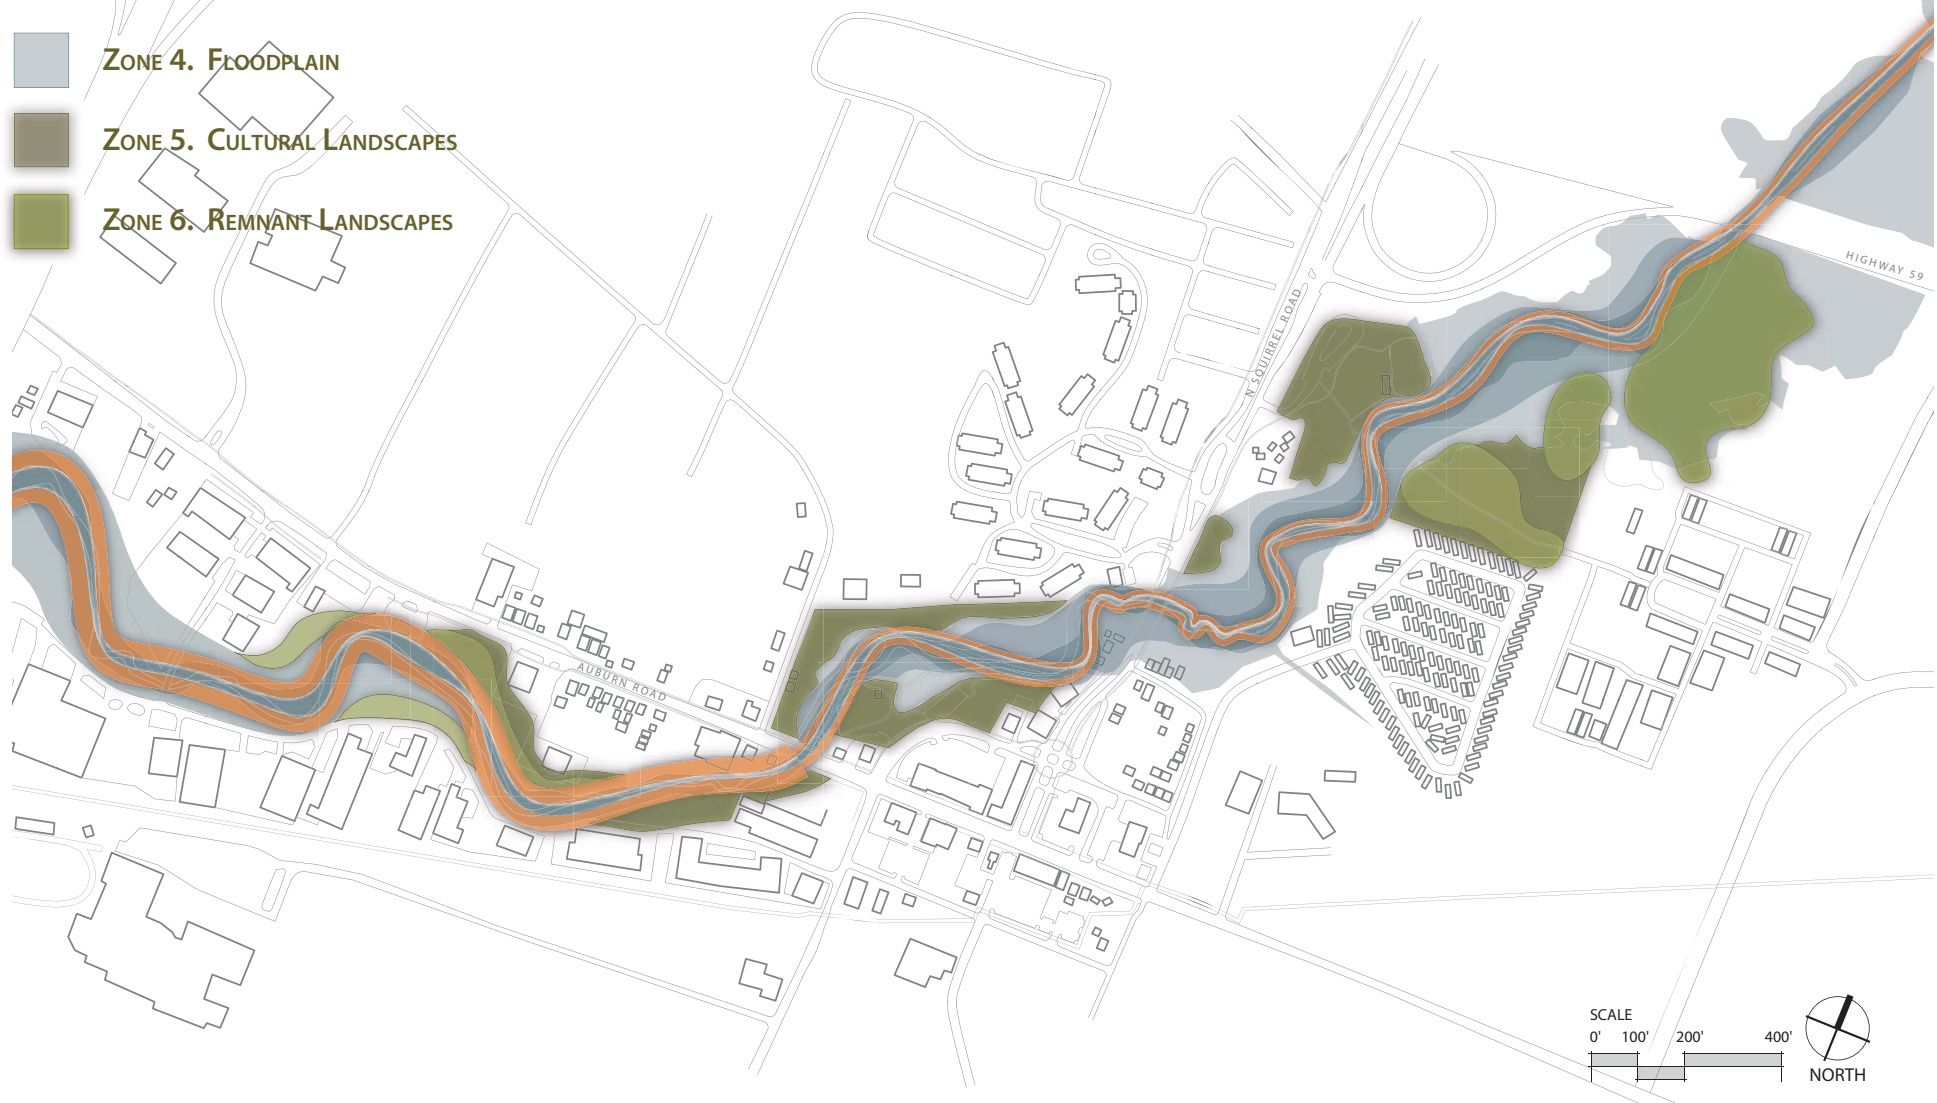 Zone 4. Floodplain
Zone 5. Cultural Landscapes
Zone 6. Remnant Landscapes
HIGHWAY 59
N SQUIRREL ROAD
AUBURN ROAD
SCALE
0' 100' 200' 400'
NORTH